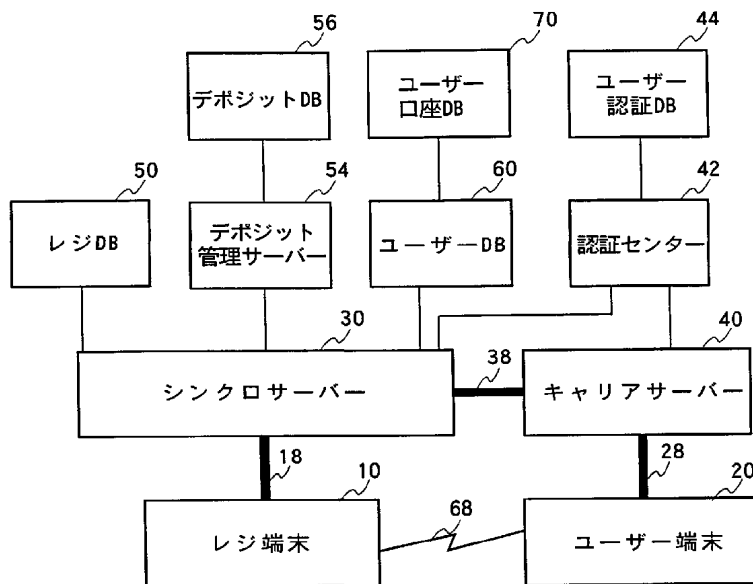 56
70
44
デポジットDB
ユーザー
口座DB
ユーザー
認証DB
50
54
60
42
レジDB
デポジット
管理サーバー
ユーザーDB
認証センター
30
40
シンクロサーバー
38
キャリアサーバー
18
10
28
20
レジ端末
68
ユーザー端末